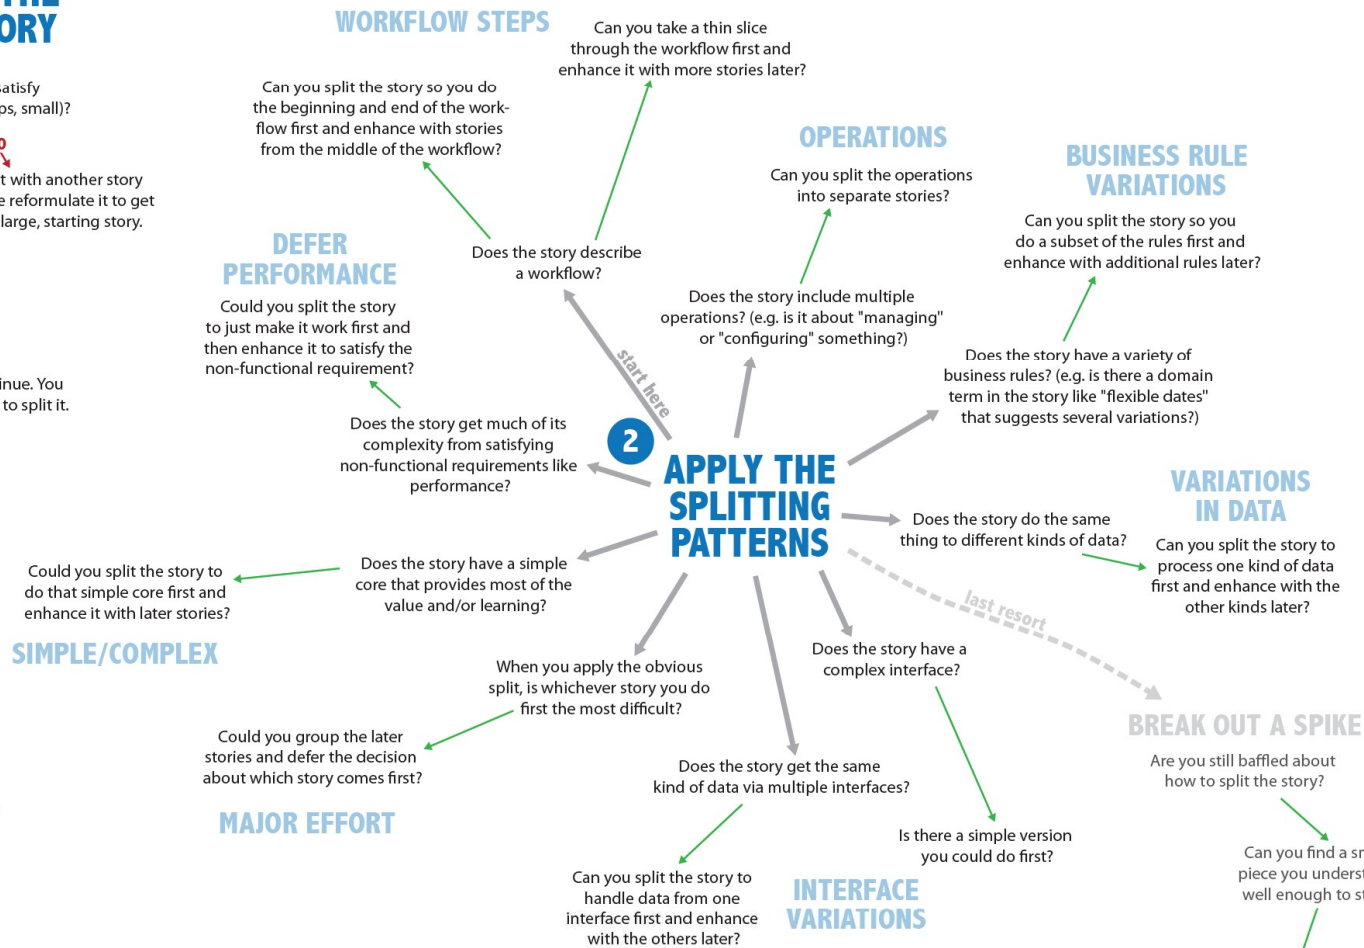 THE
ORY
satisfy
ps, small)?
t with another story
e reformulate it to get
large, starting story.
inue. You
to split it.
WORKFLOW STEPS
Can you take a thin slice
through the workflow first and
enhance it with more stories later?
Can you split the story so you do
the beginning and end of the work-
flow first and enhance with stories
from the middle of the workflow?
Does the story describe
a workflow?
OPERATIONS
Can you split the operations
into separate stories?
Does the story include multiple
operations? (e.g. is it about "managing"
or "configuring" something?)
BUSINESS RULE
VARIATIONS
Can you split the story so you
do a subset of the rules first and
enhance with additional rules later?
Does the story have a variety of
business rules? (e.g. is there a domain
term in the story like "flexible dates"
that suggests several variations?)
DEFER
PERFORMANCE
Could you split the story
to just make it work first and
then enhance it to satisfy the
non-functional requirement?
Does the story get much of its
complexity from satisfying
non-functional requirements like
performance?
start here
2
APPLY THE
SPLITTING
PATTERNS
VARIATIONS
IN DATA
Does the story do the same
thing to different kinds of data?
Can you split the story to
process one kind of data
first and enhance with the
other kinds later?
Does the story have a simple
core that provides most of the
value and/or learning?
Could you split the story to
do that simple core first and
enhance it with later stories?
SIMPLE/COMPLEX
last resort
When you apply the obvious
split, is whichever story you do
first the most difficult?
Could you group the later
stories and defer the decision
about which story comes first?
MAJOR EFFORT
Does the story have a
complex interface?
Is there a simple version
you could do first?
Does the story get the same
kind of data via multiple interfaces?
Can you split the story to
handle data from one
interface first and enhance
with the others later?
INTERFACE
VARIATIONS
BREAK OUT A SPIKE
Are you still baffled about
how to split the story?
Can you find a sm
piece you underst
well enough to st